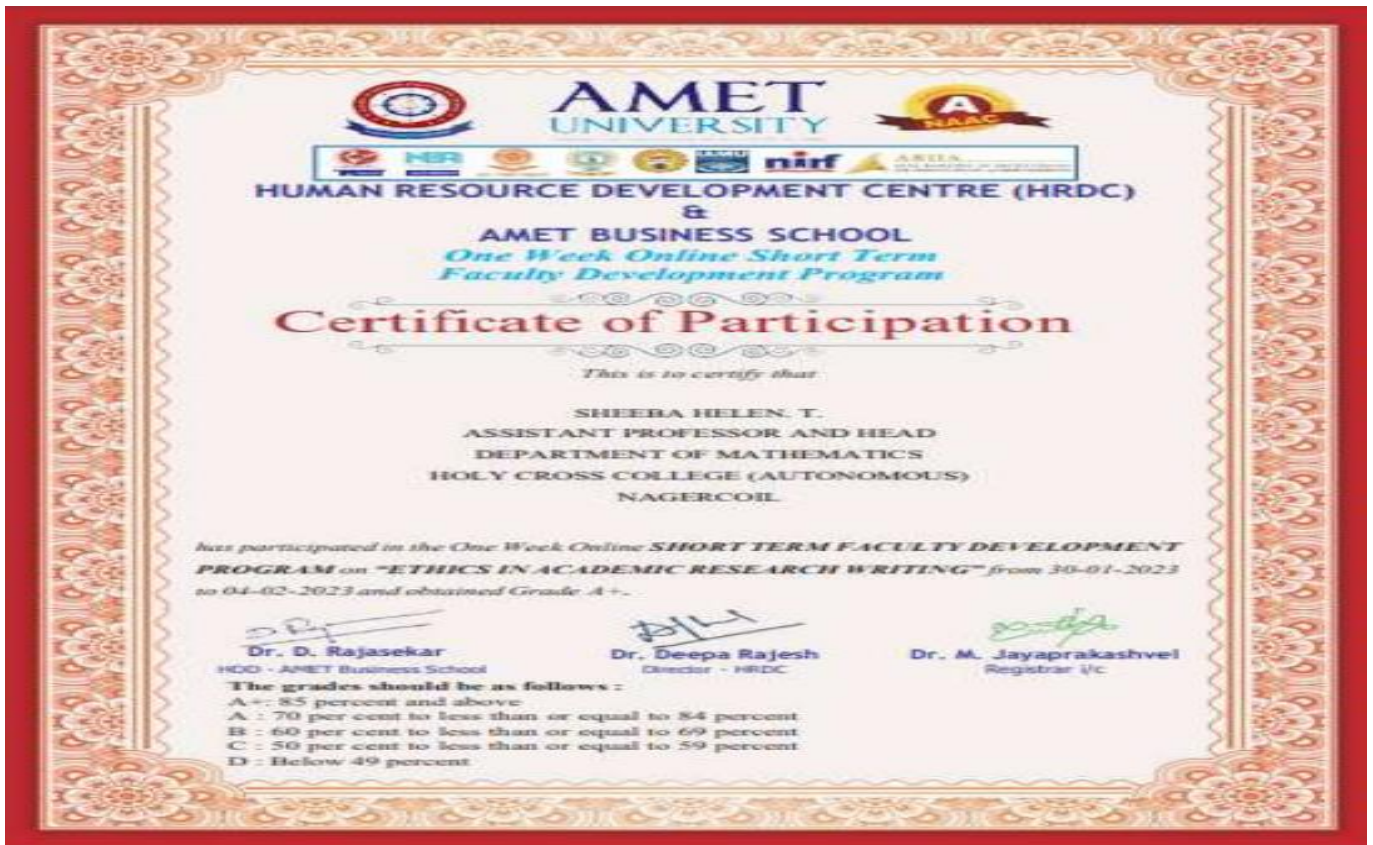 AMET
UNIVERSITY
A
NAAC
NBA
nirf
ARIIA
HUMAN RESOURCE DEVELOPMENT CENTRE (HRDC)
&
AMET BUSINESS SCHOOL
One Week Online Short Term
Faculty Development Program
Certificate of Participation
This is to certify that
SHEEBA HELEN. T.
ASSISTANT PROFESSOR AND HEAD
DEPARTMENT OF MATHEMATICS
HOLY CROSS COLLEGE (AUTONOMOUS)
NAGERCOIL
has participated in the One Week Online SHORT TERM FACULTY DEVELOPMENT
PROGRAM on "ETHICS IN ACADEMIC RESEARCH WRITING" from 30-01-2023
to 04-02-2023 and obtained Grade A+.
Dr. D. Rajasekar Dr. Deepa Rajesh Dr. M. Jayaprakashvel
HOD - AMET Business School Director - HRDC Registrar i/c
The grades should be as follows :
A+: 85 percent and above
A : 70 per cent to less than or equal to 84 percent
B : 60 per cent to less than or equal to 69 percent
C : 50 per cent to less than or equal to 59 percent
D : Below 49 percent